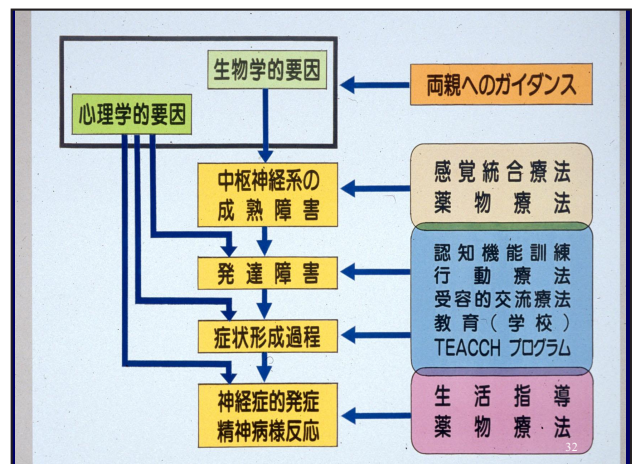 生物学的要因
両親へのガイダンス
心理学的要因
中枢神経系の
成熟障害
感覚統合療法
薬物療法
発達障害
認知機能訓練
行動療法
受容的交流療法
教育(学校)
TEACCH プログラム
症状形成過程
神経症的発症
精神病様反応
生活指導
薬物療法
32